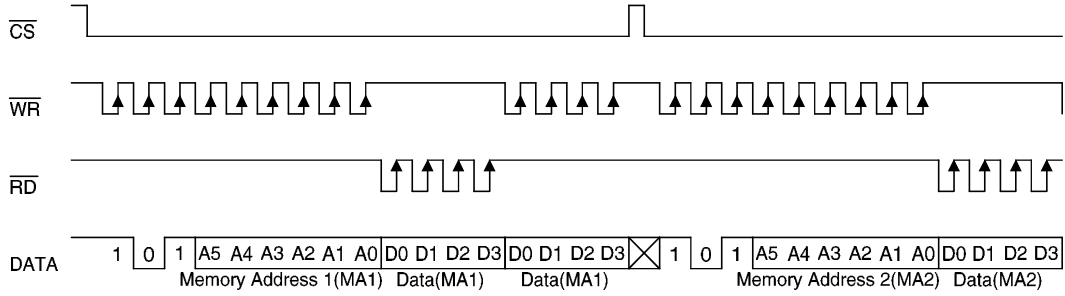 CS
WR
RD
DATA 1 0 1 A5 A4 A3 A2 A1 A0 D0 D1 D2 D3 D0 D1 D2 D3 1 0 1 A5 A4 A3 A2 A1 A0 D0 D1 D2 D3
Memory Address 1(MA1) Data(MA1) Data(MA1) Memory Address 2(MA2) Data(MA2)